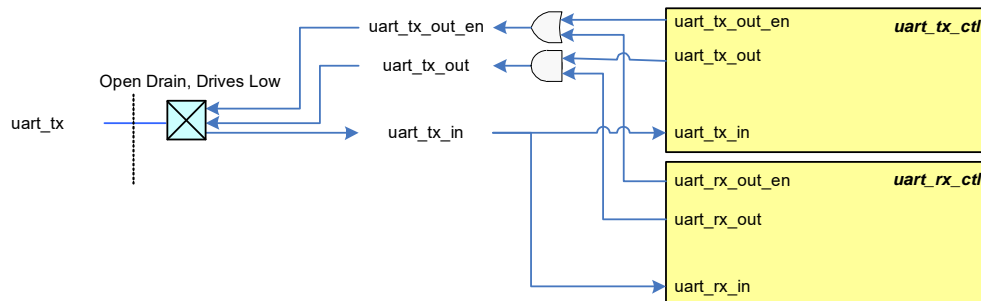 uart_tx_out_en
uart_tx_out_en
uart_tx_ctl
uart_tx_out
uart_tx_out
Open Drain, Drives Low
uart_tx
uart_tx_in
uart_tx_in
uart_rx_out_en
uart_rx_ctl
uart_rx_out
uart_rx_in